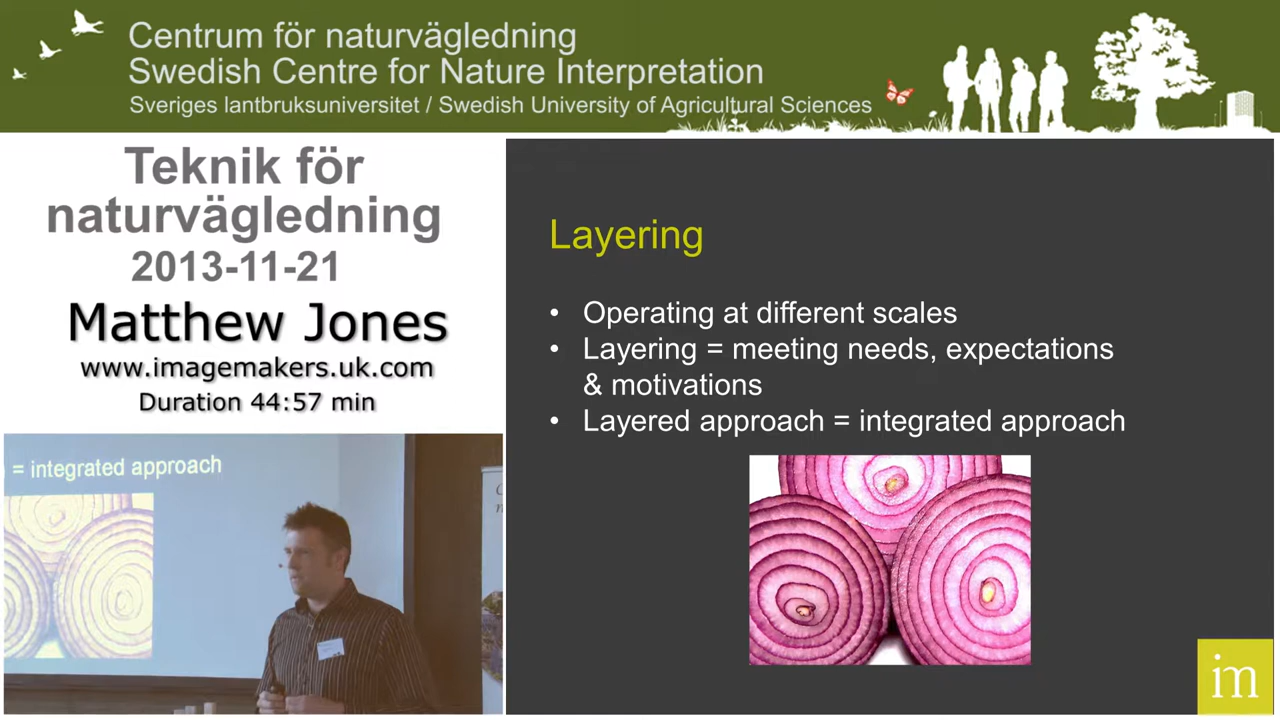 Centrum för naturvägledning
Swedish Centre for Nature Interpretation
Sveriges lantbruksuniversitet / Swedish University of Agricultural Sciences
Teknik för
naturvägledning
2013-11-21
Matthew Jones
www.imagemakers.uk.com
Duration 44:57 min
= integrated approach
Layering
• Operating at different scales
• Layering = meeting needs, expectations
& motivations
• Layered approach = integrated approach
im